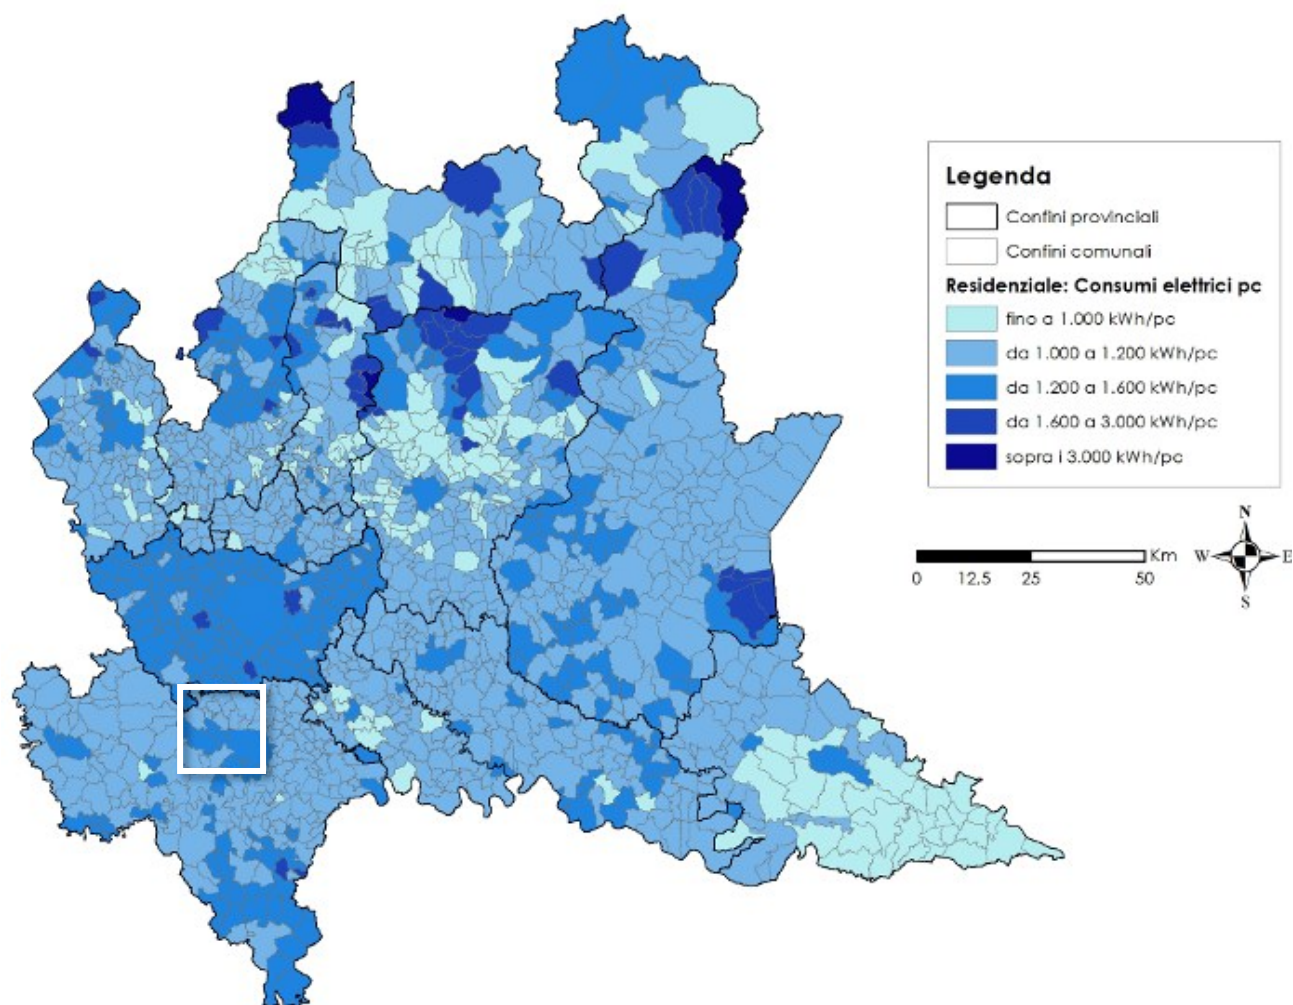 Legenda
Confini provinciali
Confini comunali
Residenziale: Consumi elettrici pc
fino a 1.000 kWh/pc
da 1.000 a 1.200 kWh/pc
da 1.200 a 1.600 kWh/pc
da 1.600 a 3.000 kWh/pc
sopra i 3.000 kWh/pc
N
W E
S
Km
0 12.5 25 50